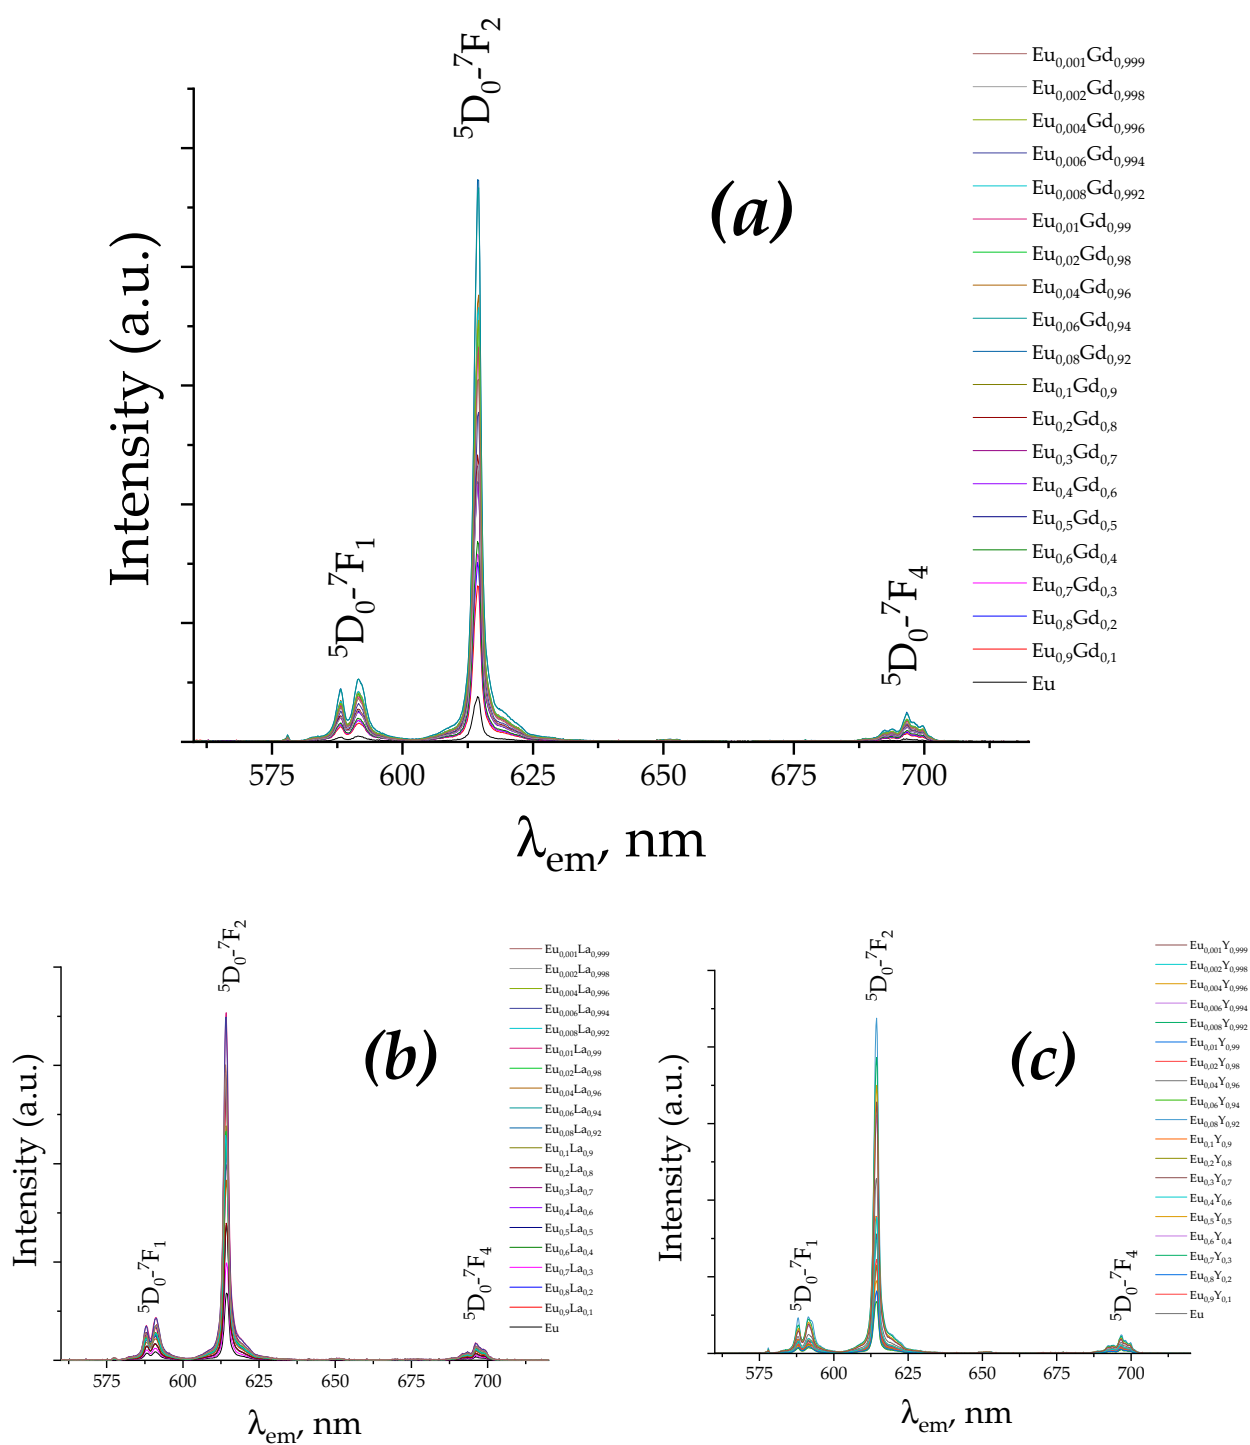 ⁵D₀-⁷F₂
(a)
Intensity (a.u.)
⁵D₀-⁷F₁
⁵D₀-⁷F₄
Eu₀,₀₀₁Gd₀,₉₉₉
Eu₀,₀₀₂Gd₀,₉₉₈
Eu₀,₀₀₄Gd₀,₉₉₆
Eu₀,₀₀₆Gd₀,₉₉₄
Eu₀,₀₀₈Gd₀,₉₉₂
Eu₀,₀₁Gd₀,₉₉
Eu₀,₀₂Gd₀,₉₈
Eu₀,₀₄Gd₀,₉₆
Eu₀,₀₆Gd₀,₉₄
Eu₀,₀₈Gd₀,₉₂
Eu₀,₁Gd₀,₉
Eu₀,₂Gd₀,₈
Eu₀,₃Gd₀,₇
Eu₀,₄Gd₀,₆
Eu₀,₅Gd₀,₅
Eu₀,₆Gd₀,₄
Eu₀,₇Gd₀,₃
Eu₀,₈Gd₀,₂
Eu₀,₉Gd₀,₁
Eu
575 600 625 650 675 700
λem, nm
⁵D₀-⁷F₂
(b)
Intensity (a.u.)
⁵D₀-⁷F₁
⁵D₀-⁷F₄
Eu₀,₀₀₁La₀,₉₉₉
Eu₀,₀₀₂La₀,₉₉₈
Eu₀,₀₀₄La₀,₉₉₆
Eu₀,₀₀₆La₀,₉₉₄
Eu₀,₀₀₈La₀,₉₉₂
Eu₀,₀₁La₀,₉₉
Eu₀,₀₂La₀,₉₈
Eu₀,₀₄La₀,₉₆
Eu₀,₀₆La₀,₉₄
Eu₀,₀₈La₀,₉₂
Eu₀,₁La₀,₉
Eu₀,₂La₀,₈
Eu₀,₃La₀,₇
Eu₀,₄La₀,₆
Eu₀,₅La₀,₅
Eu₀,₆La₀,₄
Eu₀,₇La₀,₃
Eu₀,₈La₀,₂
Eu₀,₉La₀,₁
Eu
575 600 625 650 675 700
λem, nm
⁵D₀-⁷F₂
(c)
Intensity (a.u.)
⁵D₀-⁷F₁
⁵D₀-⁷F₄
Eu₀,₀₀₁Y₀,₉₉₉
Eu₀,₀₀₂Y₀,₉₉₈
Eu₀,₀₀₄Y₀,₉₉₆
Eu₀,₀₀₆Y₀,₉₉₄
Eu₀,₀₀₈Y₀,₉₉₂
Eu₀,₀₁Y₀,₉₉
Eu₀,₀₂Y₀,₉₈
Eu₀,₀₄Y₀,₉₆
Eu₀,₀₆Y₀,₉₄
Eu₀,₀₈Y₀,₉₂
Eu₀,₁Y₀,₉
Eu₀,₂Y₀,₈
Eu₀,₃Y₀,₇
Eu₀,₄Y₀,₆
Eu₀,₅Y₀,₅
Eu₀,₆Y₀,₄
Eu₀,₇Y₀,₃
Eu₀,₈Y₀,₂
Eu₀,₉Y₀,₁
Eu
575 600 625 650 675 700
λem, nm